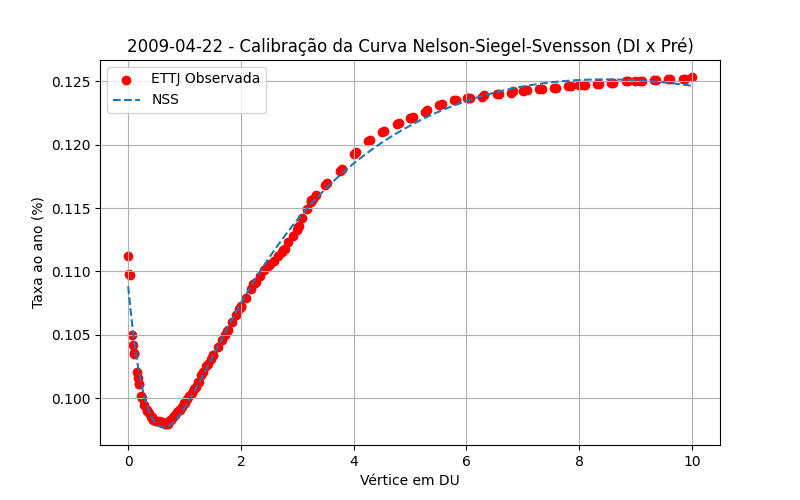 2009-04-22 - Calibração da Curva Nelson-Siegel-Svensson (DI x Pré)
ETTJ Observada
NSS
Taxa ao ano (%)
0.125
0.120
0.115
0.110
0.105
0.100
0 2 4 6 8 10
Vértice em DU